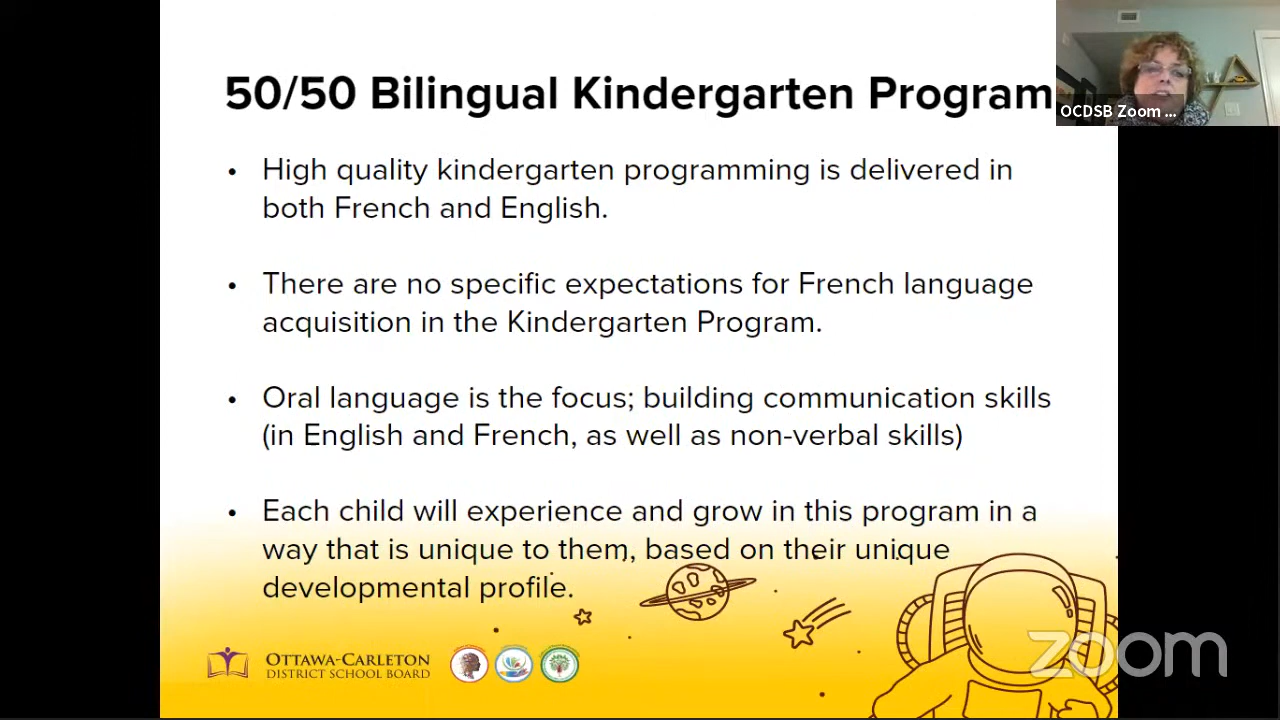 50/50 Bilingual Kindergarten Program
OCDSB Zoom ...
• High quality kindergarten programming is delivered in
both French and English.
• There are no specific expectations for French language
acquisition in the Kindergarten Program.
• Oral language is the focus; building communication skills
(in English and French, as well as non-verbal skills)
• Each child will experience and grow in this program in a
way that is unique to them, based on their unique
developmental profile.
OTTAWA-CARLETON
DISTRICT SCHOOL BOARD
zoom